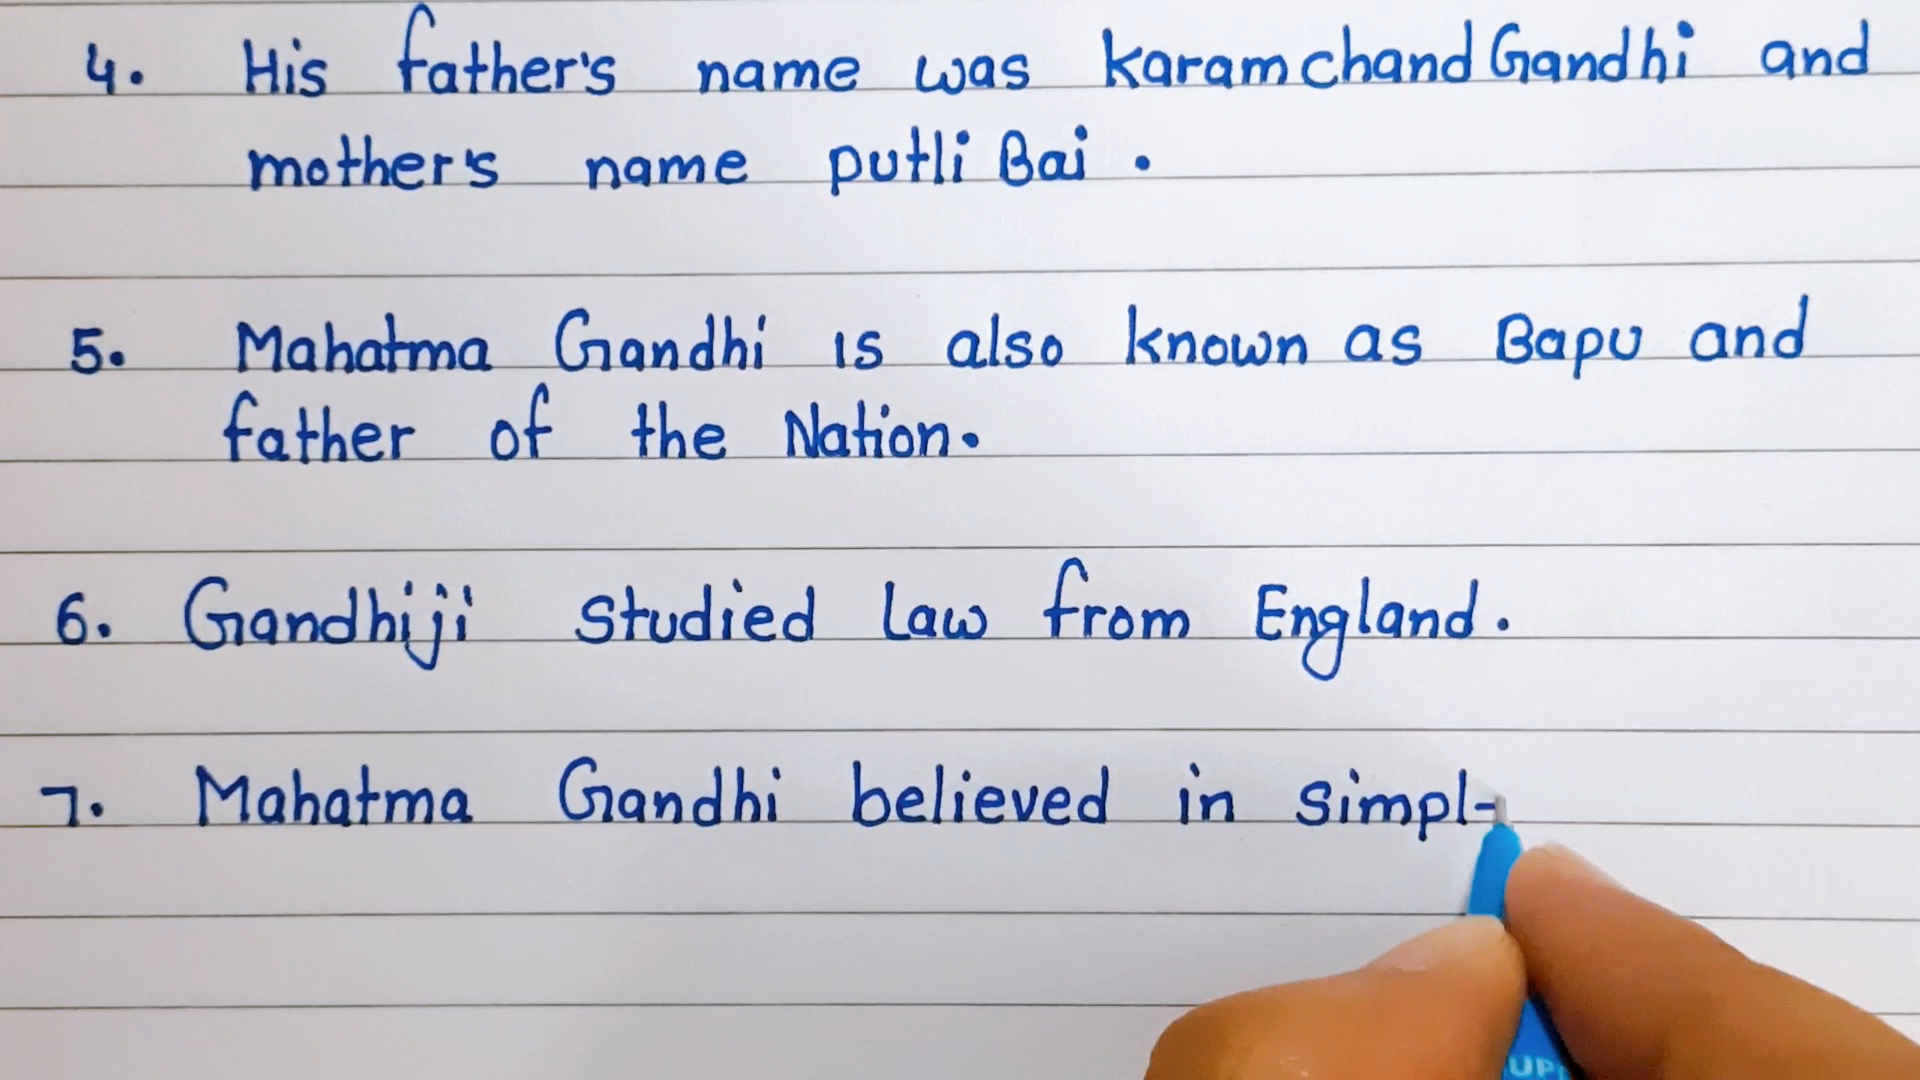 4. His father's name was karamchand Gandhi and
mother's name putli Bai.
5. Mahatma Gandhi is also known as Bapu and
father of the Nation.
6. Gandhiji studied law from England.
7. Mahatma Gandhi believed in simpl
UP